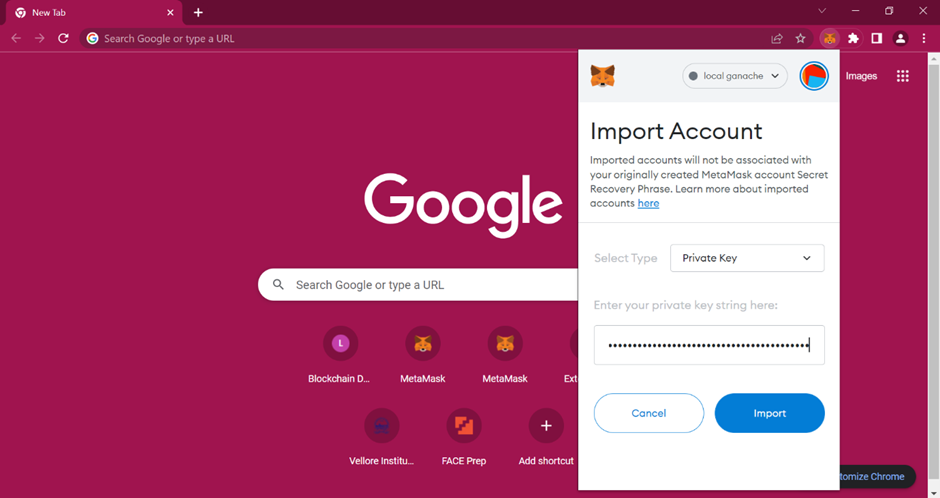 New Tab
Search Google or type a URL
local ganache
Images
Import Account
Imported accounts will not be associated with
your originally created MetaMask account Secret
Recovery Phrase. Learn more about imported
accounts here
Google
Select Type
Private Key
Search Google or type a URL
Enter your private key string here:
L
Blockchain D...
MetaMask
MetaMask
Ext
Cancel
Import
Vellore Institu...
FACE Prep
Add shortcut
tomize Chrome